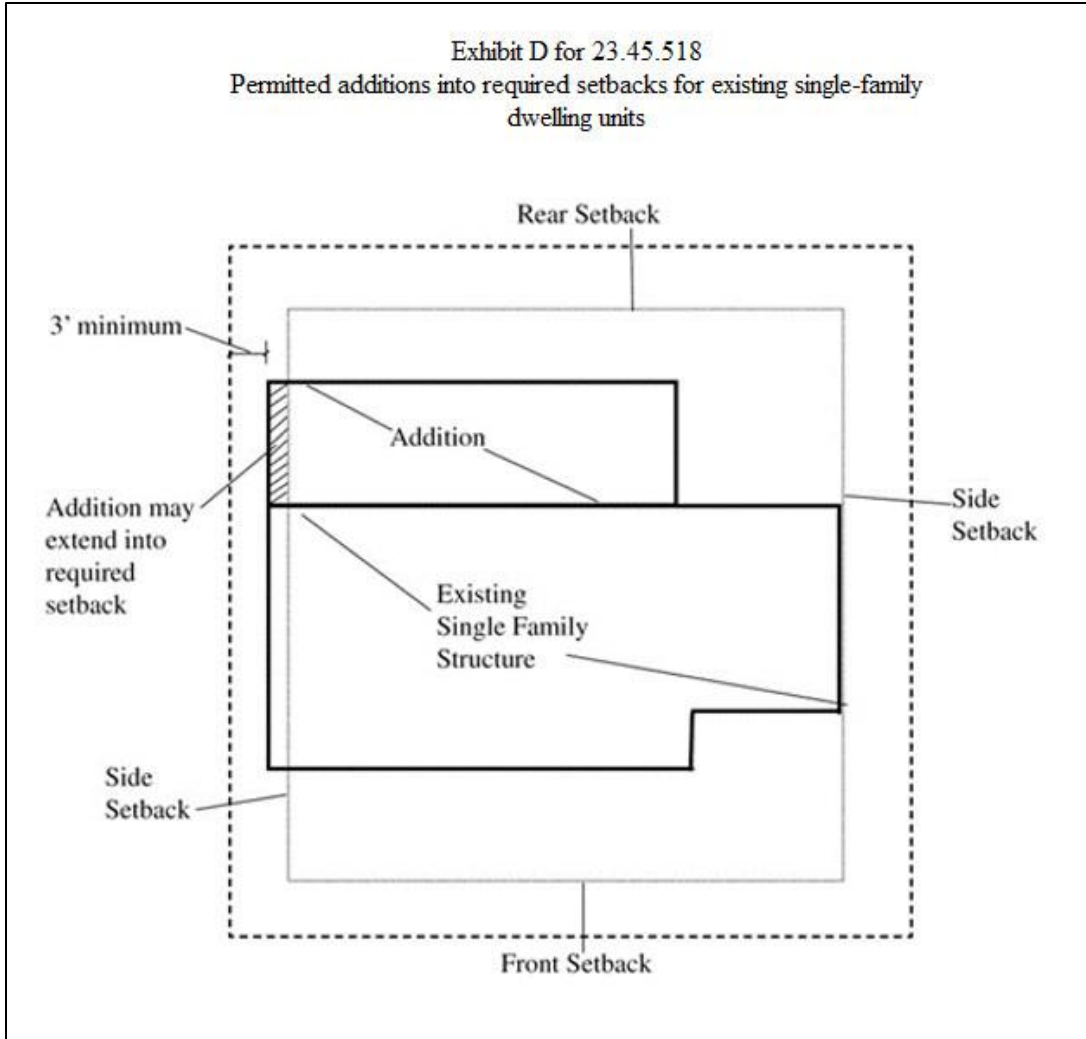 Exhibit D for 23.45.518
Permitted additions into required setbacks for existing single-family
dwelling units
Rear Setback
3’ minimum
Addition
Addition may
extend into
required
setback
Side
Setback
Existing
Single Family
Structure
Side
Setback
Front Setback